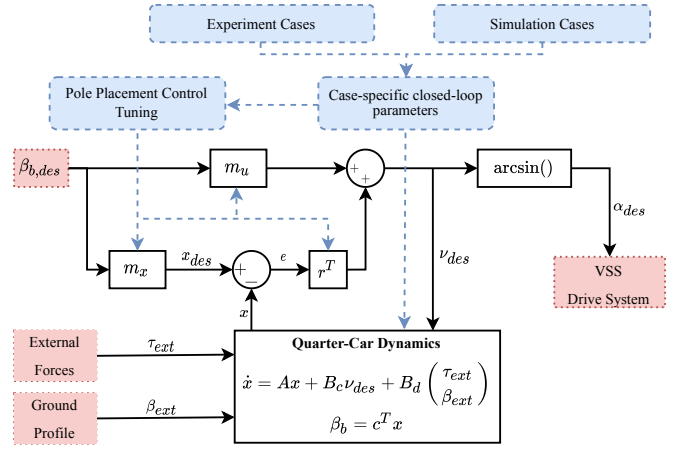 Experiment Cases
Simulation Cases
Pole Placement Control
Tuning
Case-specific closed-loop
parameters
β_{b,des}
m_u
+
+
arcsin()
α_{des}
m_x
x_{des}
+
−
e
r^T
ν_{des}
VSS
Drive System
x
External
Forces
τ_{ext}
Ground
Profile
β_{ext}
Quarter-Car Dynamics
ẋ = Ax + B_c ν_{des} + B_d (τ_{ext}
β_{ext})
β_b = c^T x